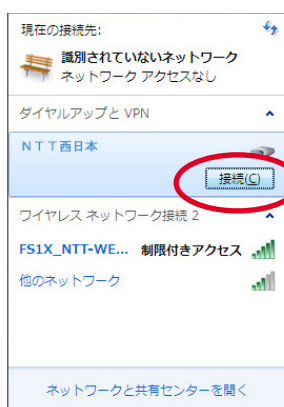 現在の接続先:
識別されていないネットワーク
ネットワーク アクセスなし
ダイヤルアップと VPN
ＮＴＴ西日本
接続(C)
ワイヤレス ネットワーク接続 2
FS1X_NTT-WE... 制限付きアクセス
他のネットワーク
ネットワークと共有センターを開く